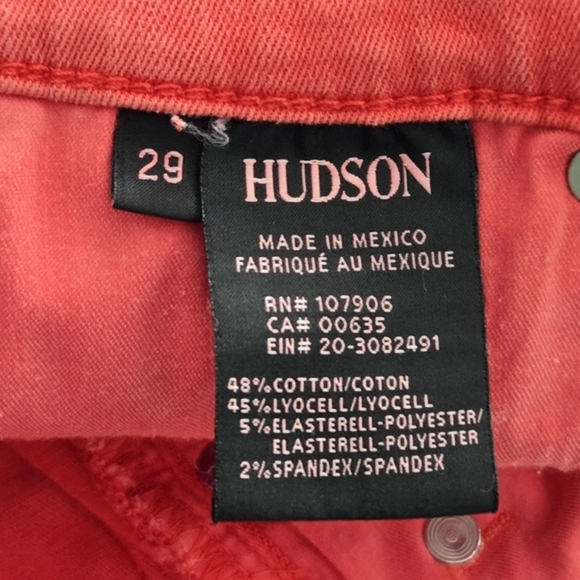 29
HUDSON
MADE IN MEXICO
FABRIQUÉ AU MEXIQUE
RN# 107906
CA# 00635
EIN# 20-3082491
48% COTTON/COTON
45% LYOCELL/LYOCELL
5% ELASTERELL-POLYESTER/
ELASTERELL-POLYESTER
2% SPANDEX/SPANDEX